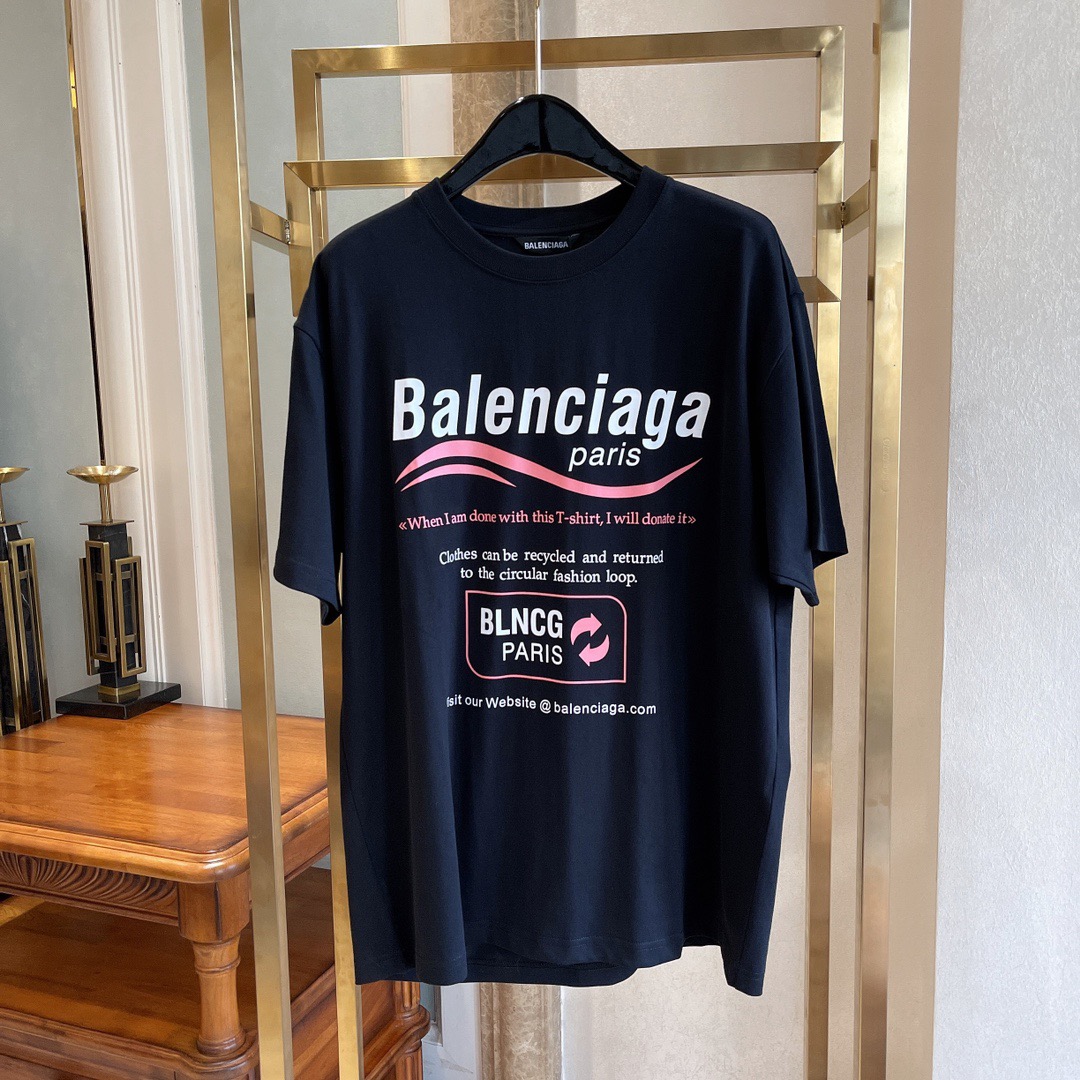 BALENCIAGA
Balenciaga
paris
«When I am done with this T-shirt, I will donate it»
Clothes can be recycled and returned
to the circular fashion loop.
BLNCG
PARIS
isit our Website @ balenciaga.com